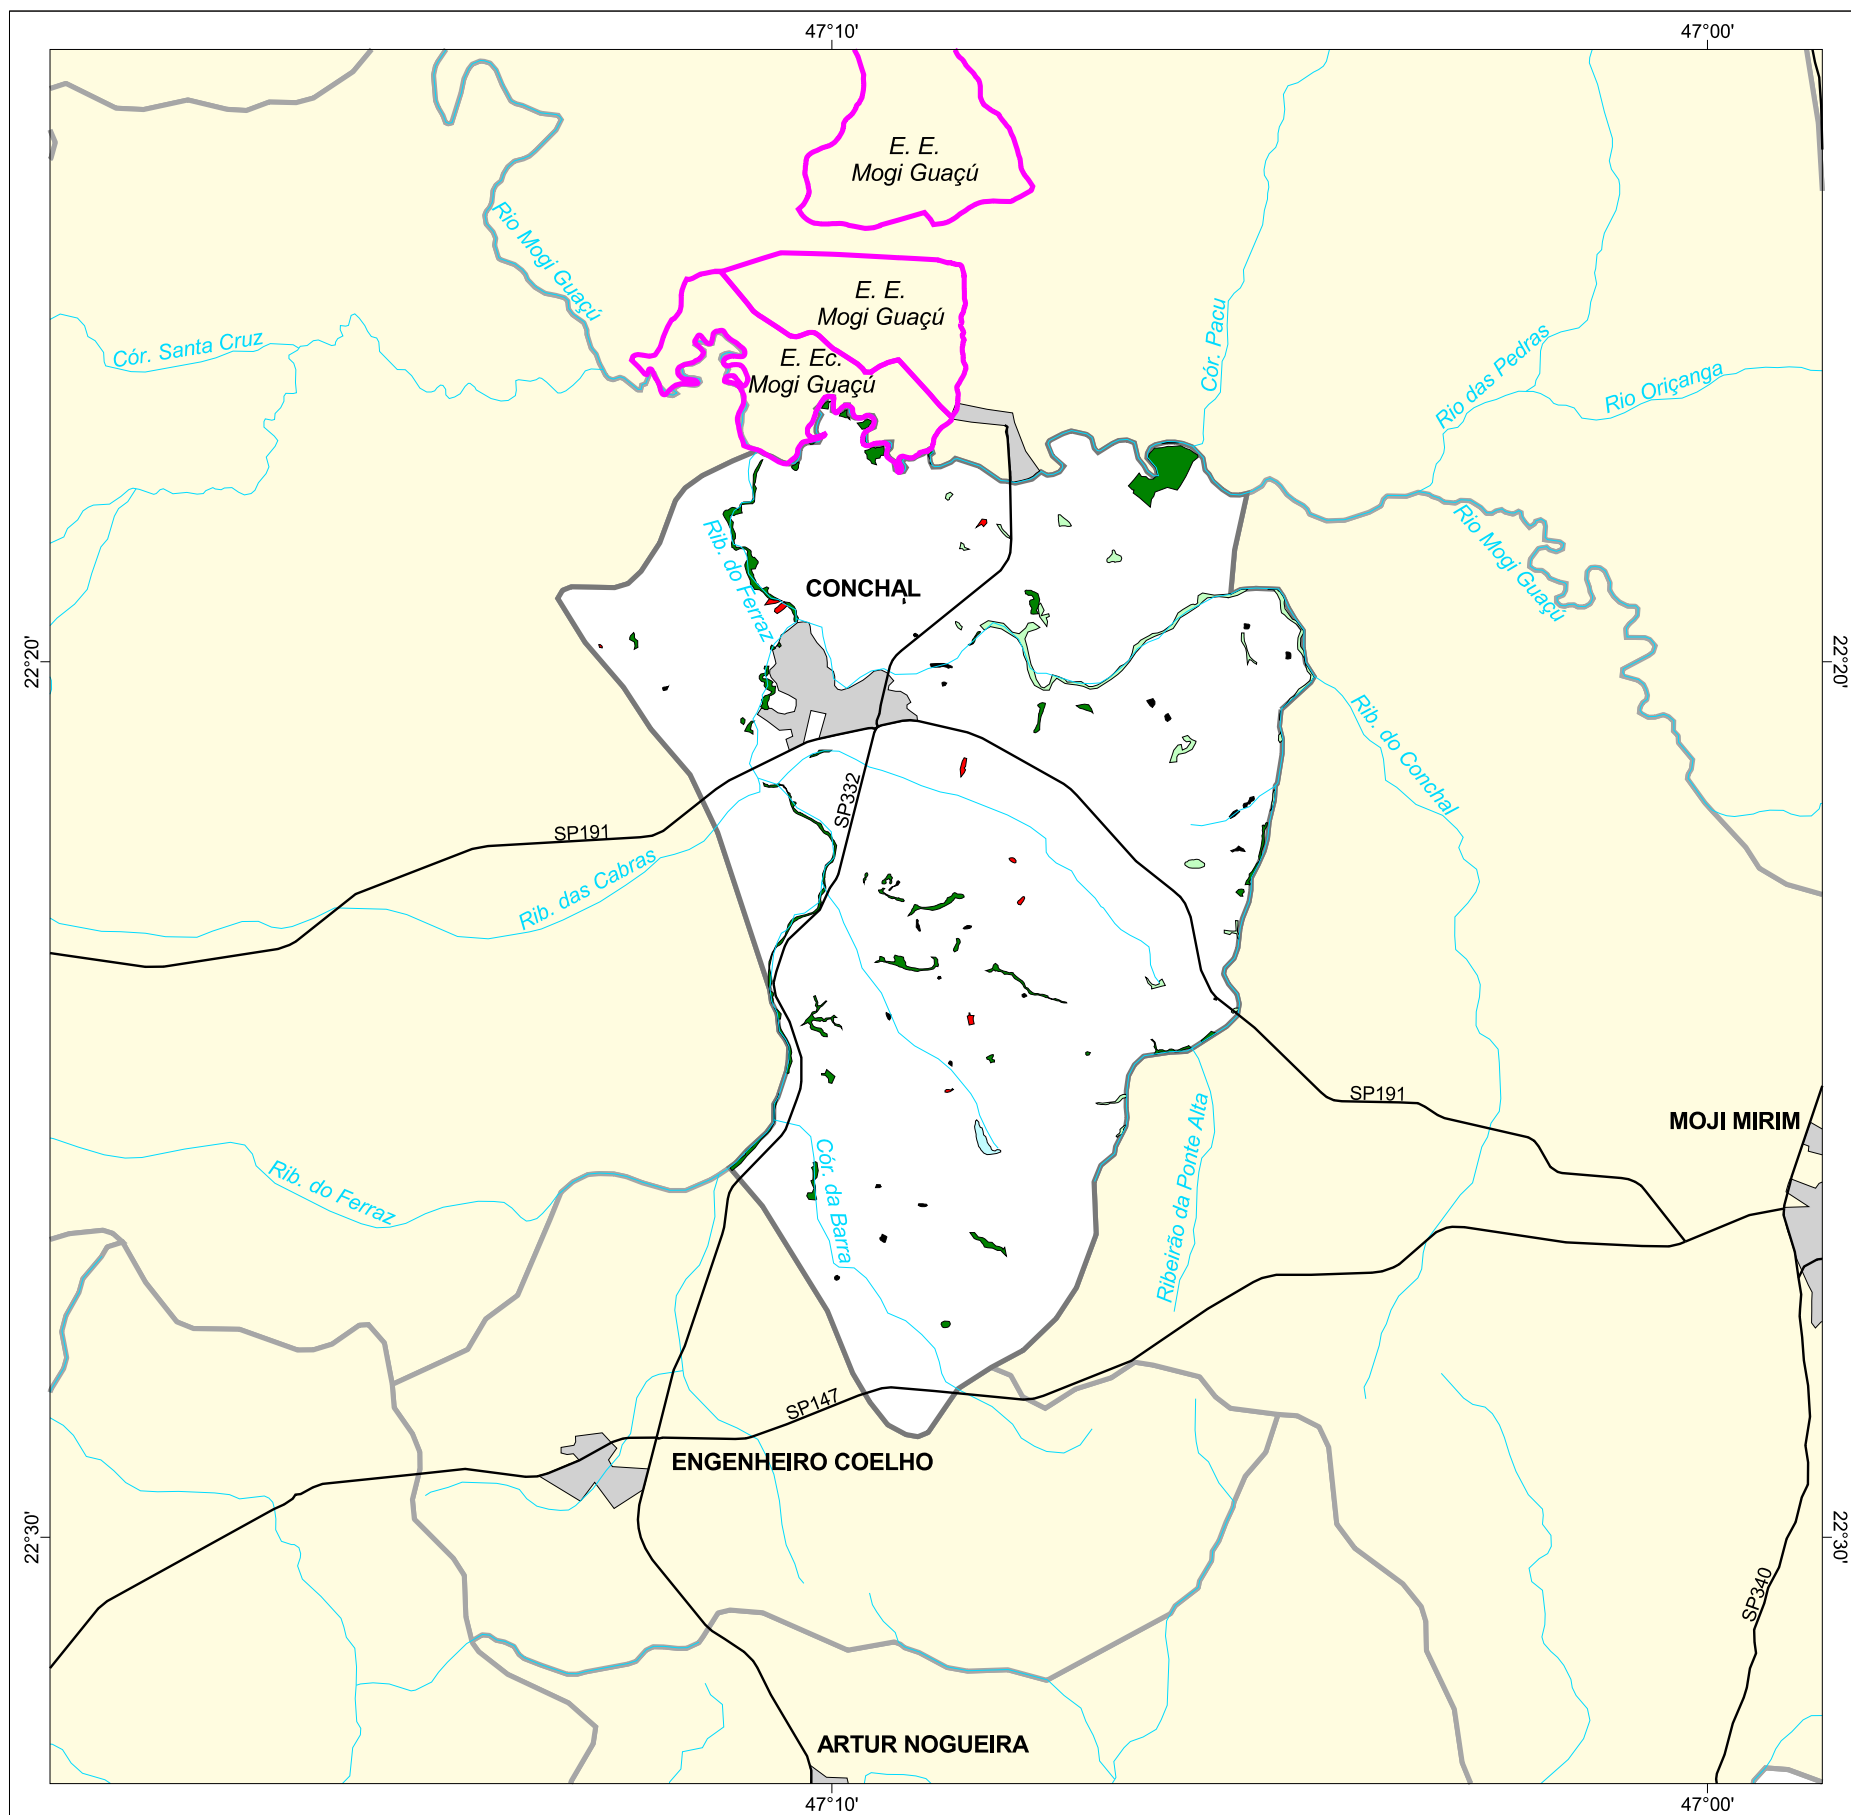 47°10'
47°00'
E. E.
Mogi Guaçú
Rio Mogi Guaçú
E. E.
Mogi Guaçú
Cór. Pacu
Cór. Santa Cruz
E. Ec.
Mogi Guaçú
Rio das Pedras
Rio Oriçanga
Rio Mogi Guaçú
Rib. do Ferraz
CONCHAL
22°20'
22°20'
Rib. do Conchal
SP332
SP191
Rib. das Cabras
SP191
MOJI MIRIM
Rib. do Ferraz
Cór. da Barra
Ribeirão da Ponte Alta
SP147
ENGENHEIRO COELHO
22°30'
22°30'
SP340
ARTUR NOGUEIRA
47°10'
47°00'